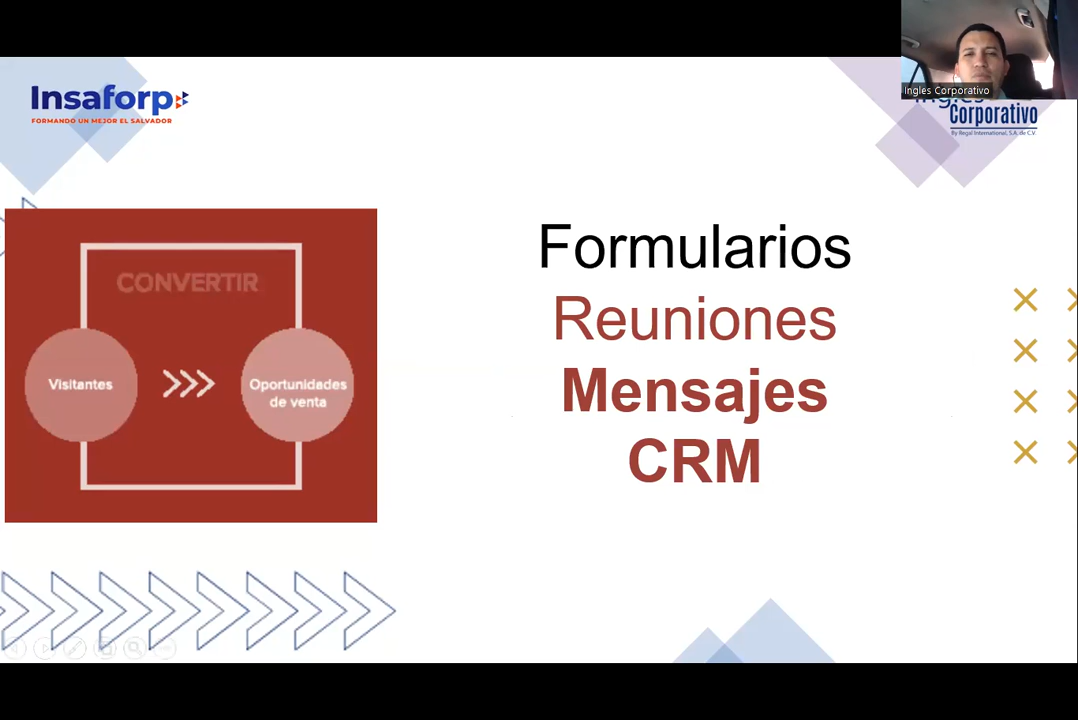 Insaforp
FORMANDO UN MEJOR EL SALVADOR
Ingles Corporativo
Corporativo
By Regal International, S.A. de C.V.
CONVERTIR
Visitantes
Oportunidades
de venta
Formularios
Reuniones
Mensajes
CRM